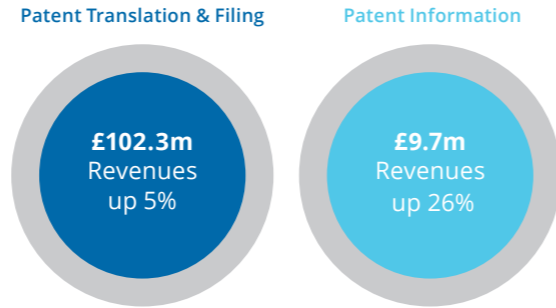 Patent Translation & Filing
£102.3m
Revenues
up 5%
Patent Information
£9.7m
Revenues
up 26%